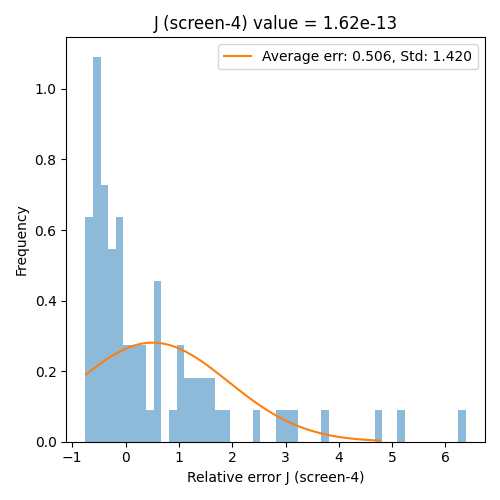 J (screen-4) value = 1.62e-13
Average err: 0.506, Std: 1.420
Frequency
1.0
0.8
0.6
0.4
0.2
0.0
−1 0 1 2 3 4 5 6
Relative error J (screen-4)